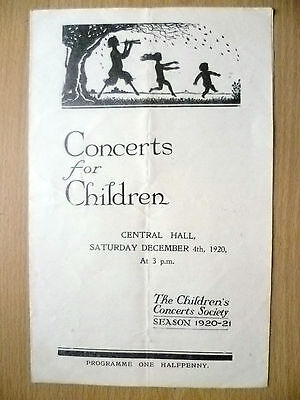 Concerts
for
Children
CENTRAL HALL,
SATURDAY DECEMBER 4th, 1920,
At 3 p.m.
The Children's
Concerts Society
SEASON 1920-21
PROGRAMME ONE HALFPENNY.